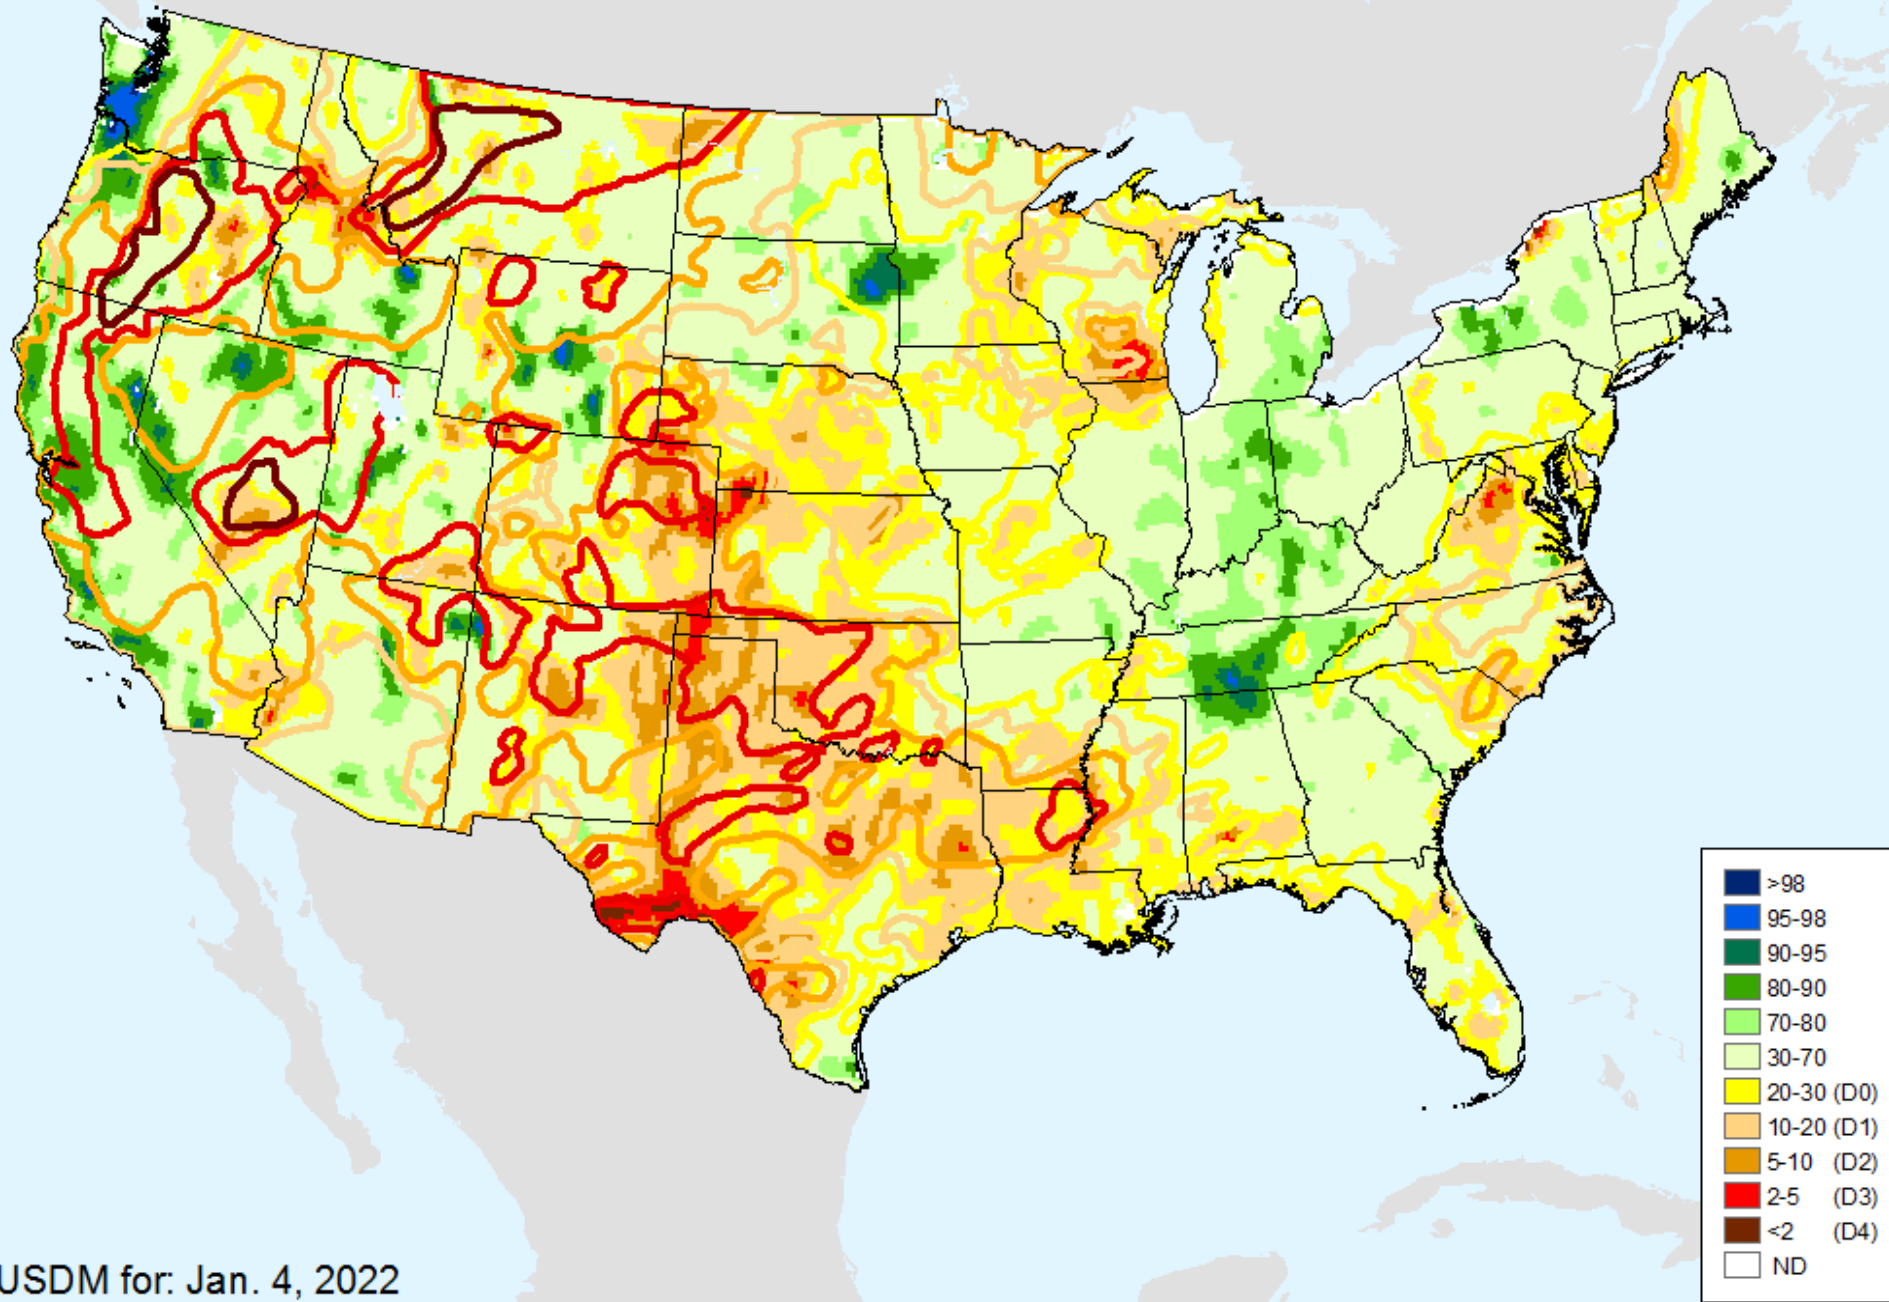 >98
95-98
90-95
80-90
70-80
30-70
20-30 (D0)
10-20 (D1)
5-10 (D2)
2-5 (D3)
<2 (D4)
ND
USDM for: Jan. 4, 2022